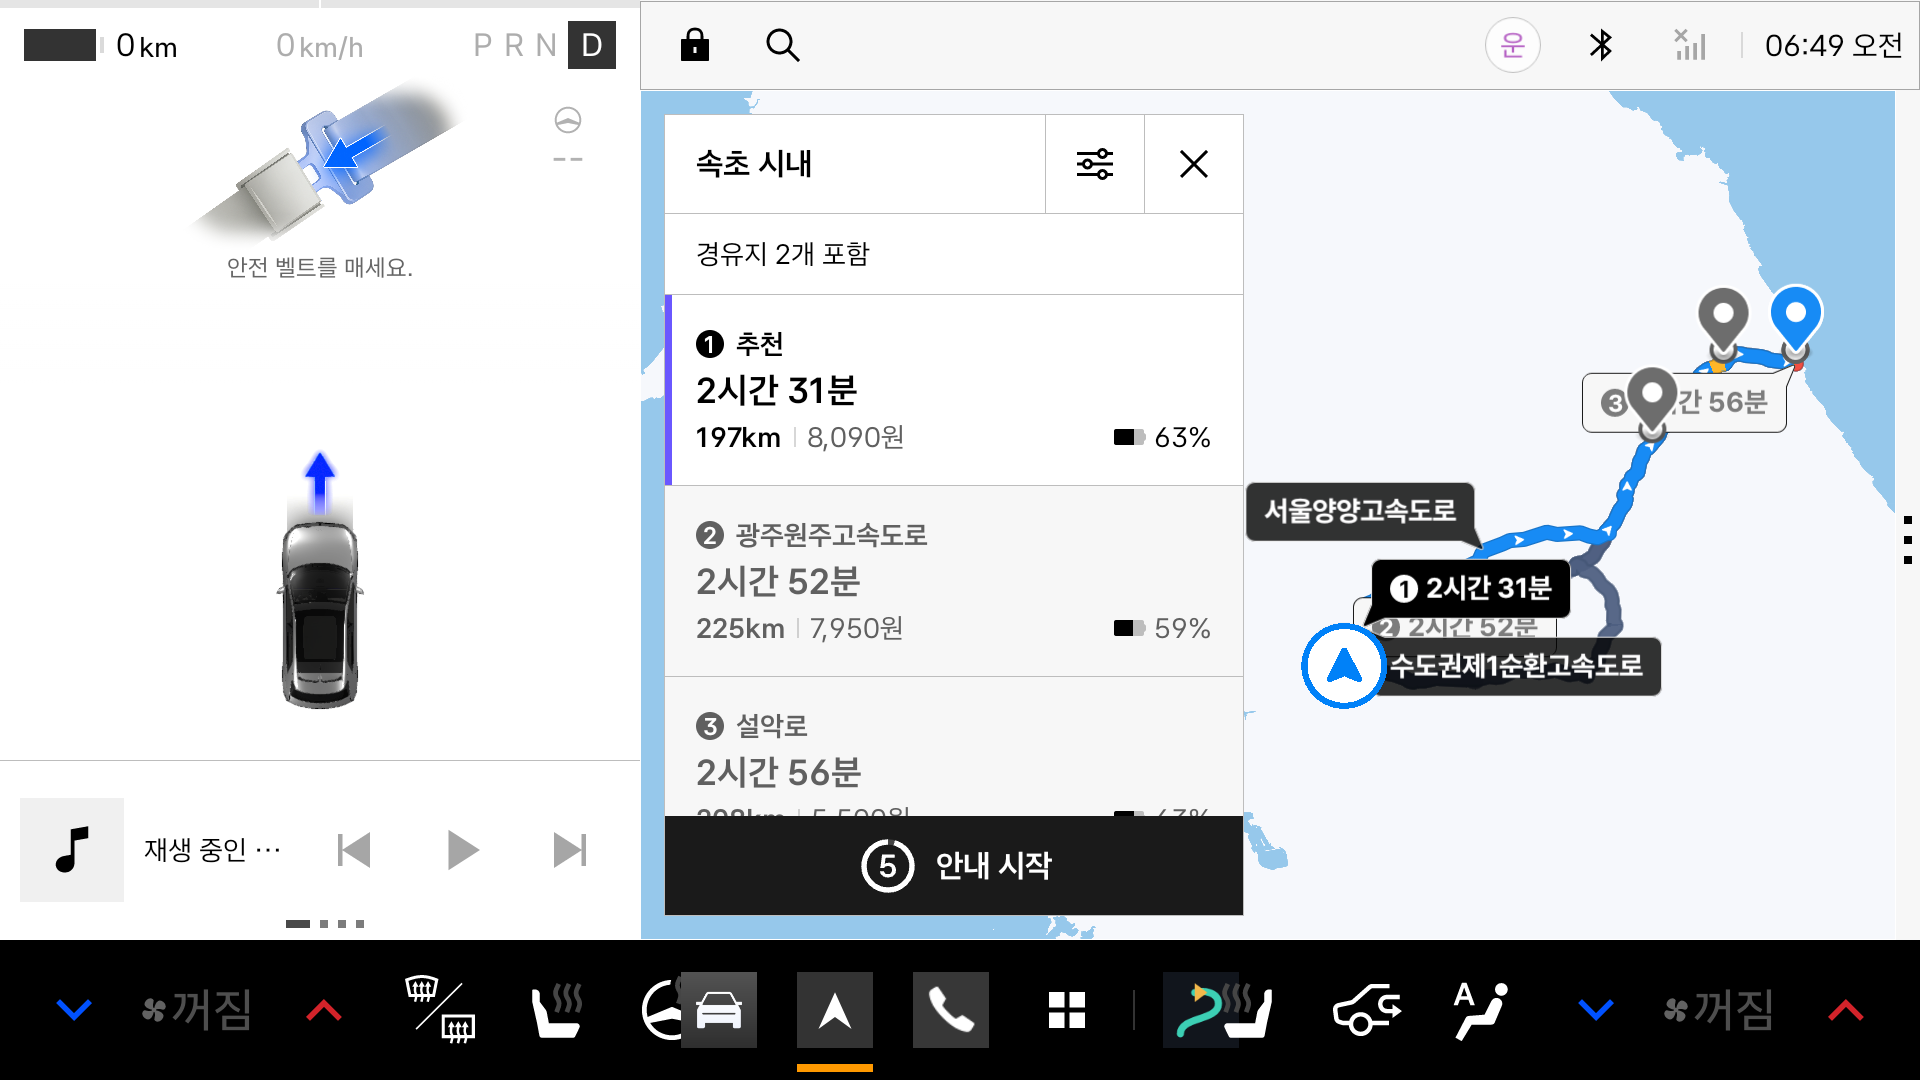 0 km
0 km/h
P R N D
안전 벨트를 매세요.
재생 중인 ···
운
06:49 오전
속초 시내
경유지 2개 포함
1 추천
2시간 31분
197km 8,090원 63%
2 광주원주고속도로
2시간 52분
225km 7,950원 59%
3 설악로
2시간 56분
5 안내 시작
3 간 56분
서울양양고속도로
1 2시간 31분
2 2시간 52분
수도권제1순환고속도로
꺼짐
A
꺼짐